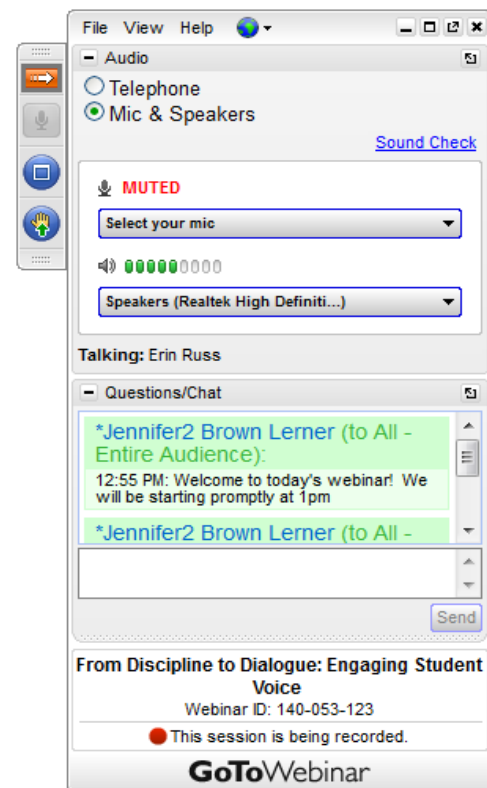 File View Help
Audio
Telephone
Mic & Speakers
Sound Check
MUTED
Select your mic
Speakers (Realtek High Definiti...)
Talking: Erin Russ
Questions/Chat
*Jennifer2 Brown Lerner (to All -
Entire Audience):
12:55 PM: Welcome to today's webinar! We
will be starting promptly at 1pm
*Jennifer2 Brown Lerner (to All -
Send
From Discipline to Dialogue: Engaging Student
Voice
Webinar ID: 140-053-123
This session is being recorded.
GoToWebinar